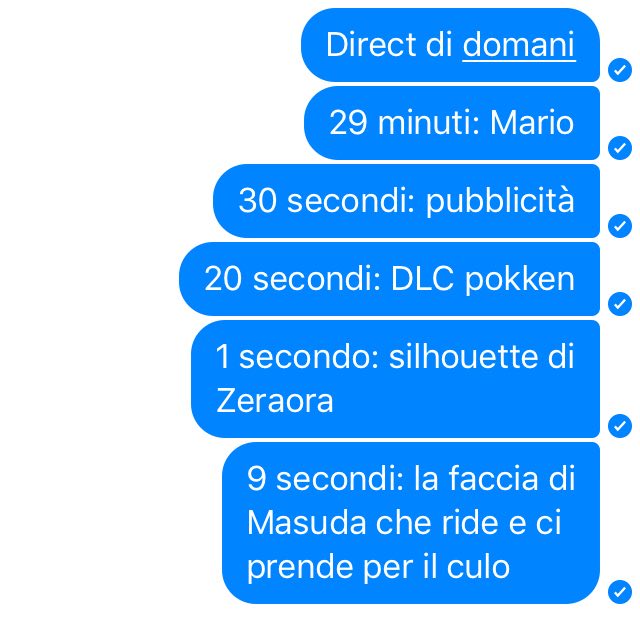 Direct di domani
29 minuti: Mario
30 secondi: pubblicità
20 secondi: DLC pokken
1 secondo: silhouette di
Zeraora
9 secondi: la faccia di
Masuda che ride e ci
prende per il culo